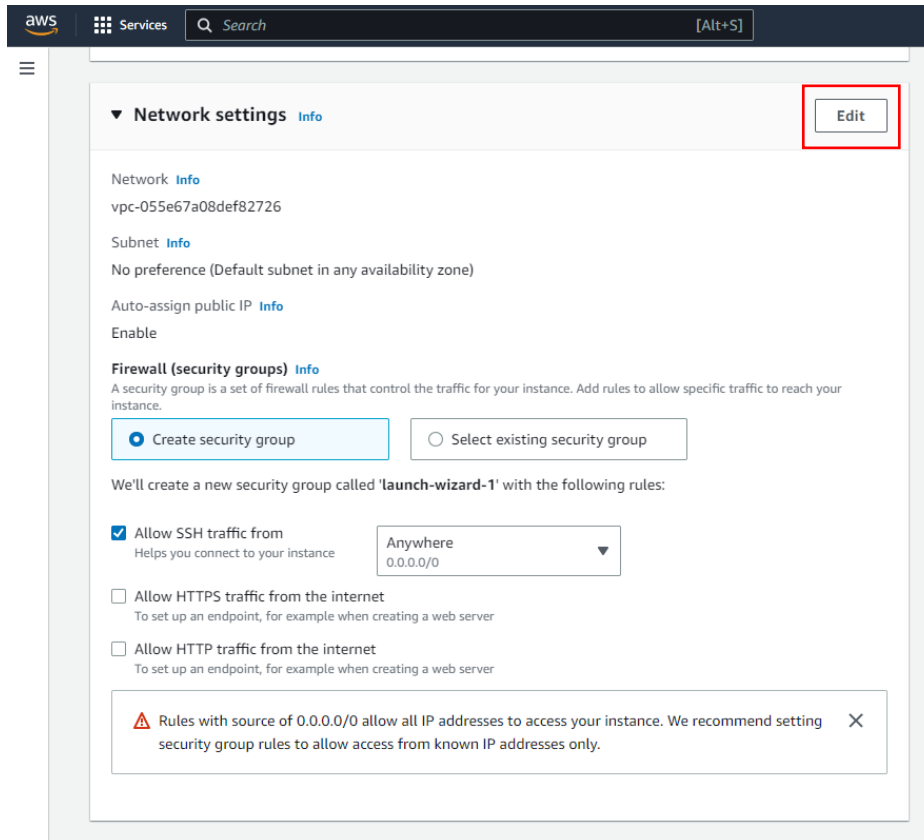 aws
Services
Search
[Alt+S]
Network settings Info
Edit
Network Info
vpc-055e67a08def82726
Subnet Info
No preference (Default subnet in any availability zone)
Auto-assign public IP Info
Enable
Firewall (security groups) Info
A security group is a set of firewall rules that control the traffic for your instance. Add rules to allow specific traffic to reach your
instance.
Create security group
Select existing security group
We'll create a new security group called 'launch-wizard-1' with the following rules:
Allow SSH traffic from
Helps you connect to your instance
Anywhere
0.0.0.0/0
Allow HTTPS traffic from the internet
To set up an endpoint, for example when creating a web server
Allow HTTP traffic from the internet
To set up an endpoint, for example when creating a web server
Rules with source of 0.0.0.0/0 allow all IP addresses to access your instance. We recommend setting
security group rules to allow access from known IP addresses only.